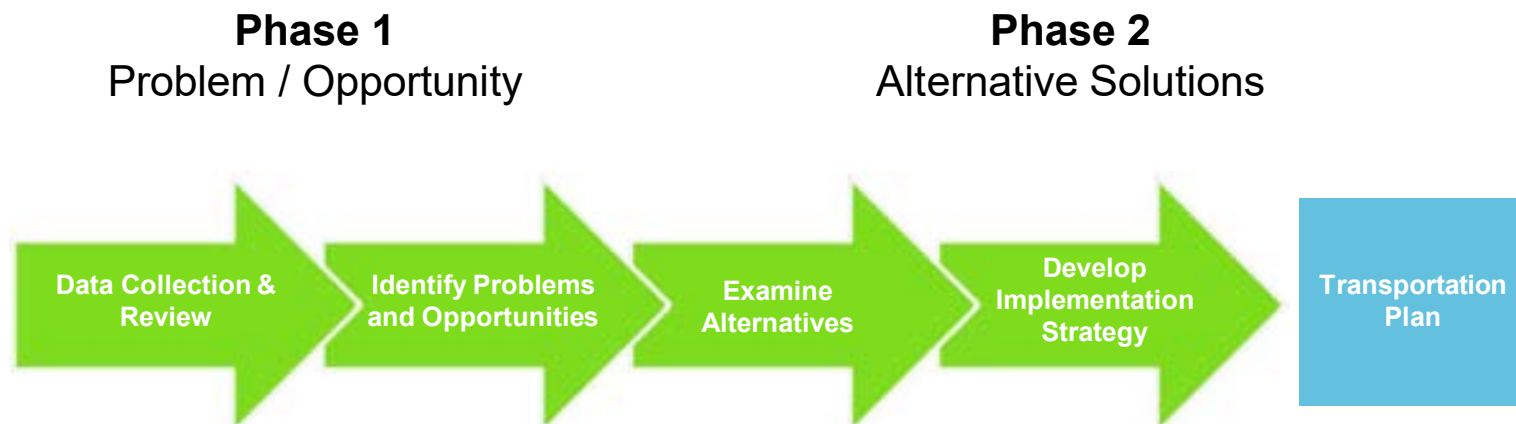 Phase 1
Problem / Opportunity
Phase 2
Alternative Solutions
Data Collection &
Review
Identify Problems
and Opportunities
Examine
Alternatives
Develop
Implementation
Strategy
Transportation
Plan